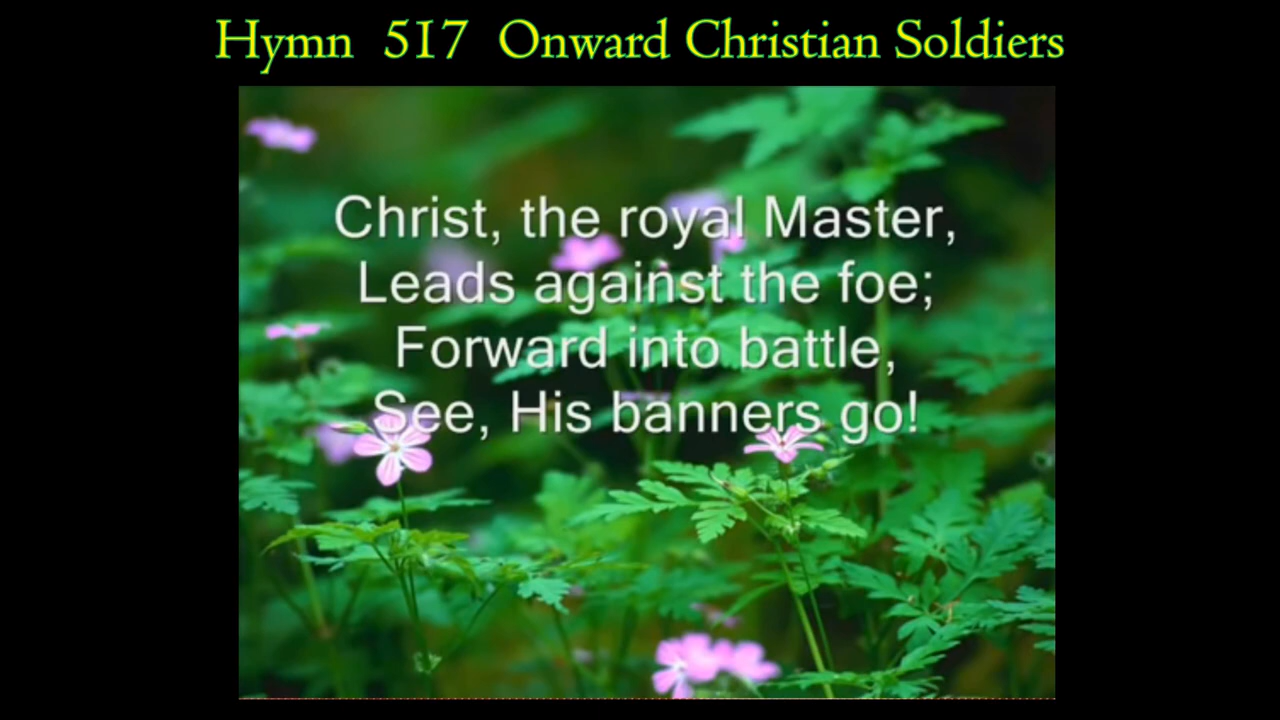 Hymn 517 Onward Christian Soldiers
Christ, the royal Master,
Leads against the foe;
Forward into battle,
See, His banners go!